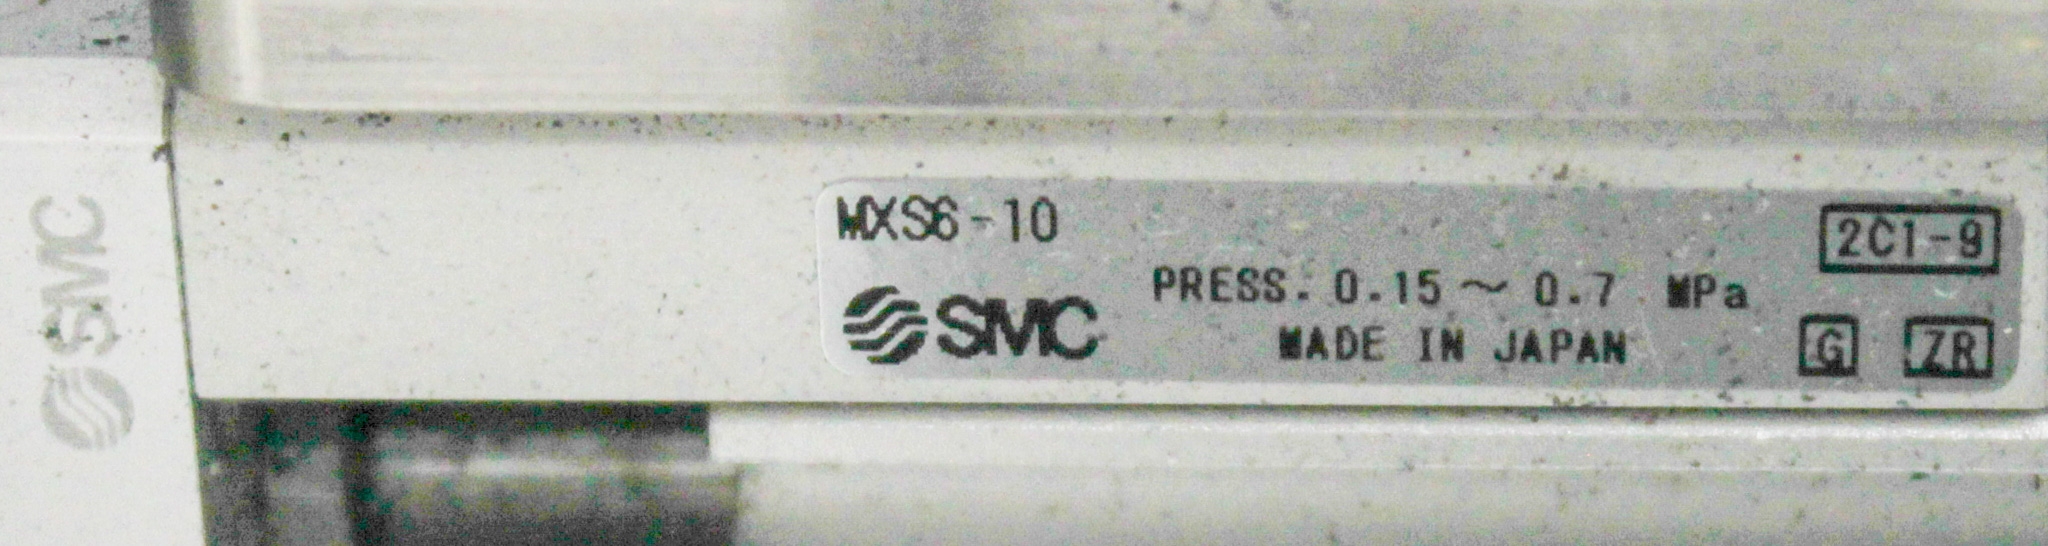 SMC
MXS6-10
2C1-9
PRESS. 0.15～0.7 MPa
SMC
MADE IN JAPAN
G ZR